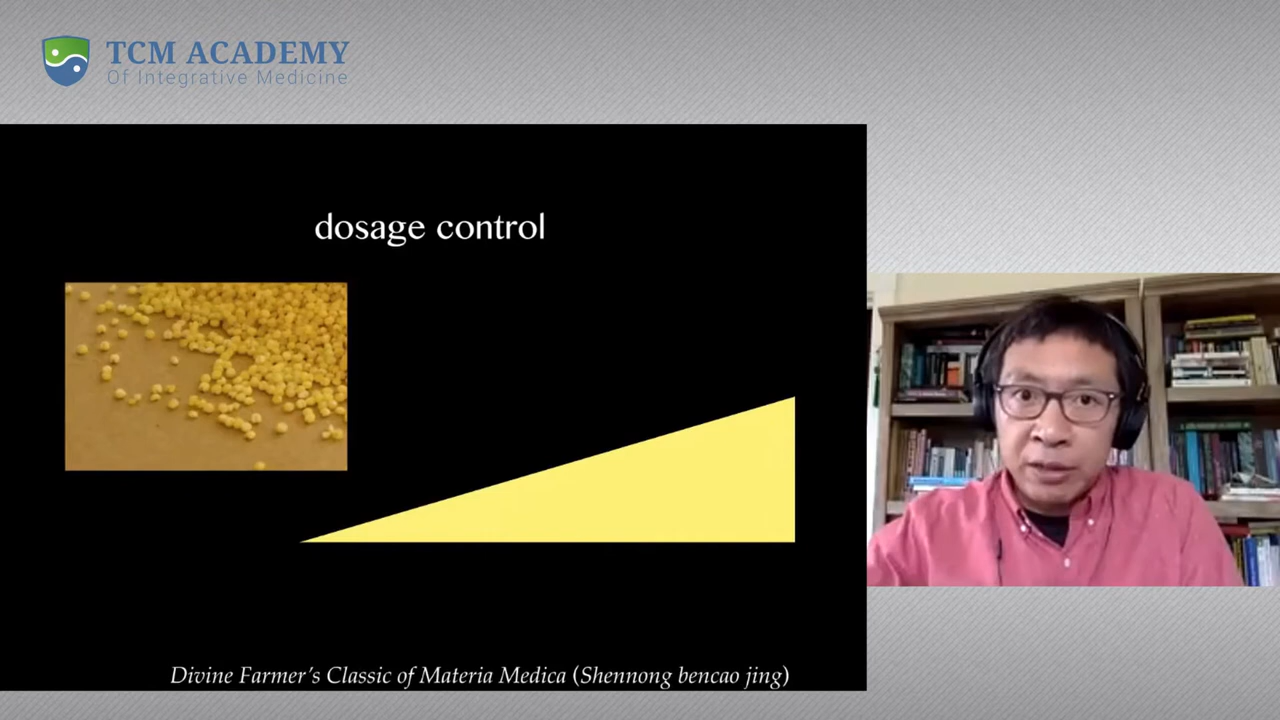 TCM ACADEMY
Of Integrative Medicine
dosage control
Divine Farmer's Classic of Materia Medica (Shennong bencao jing)